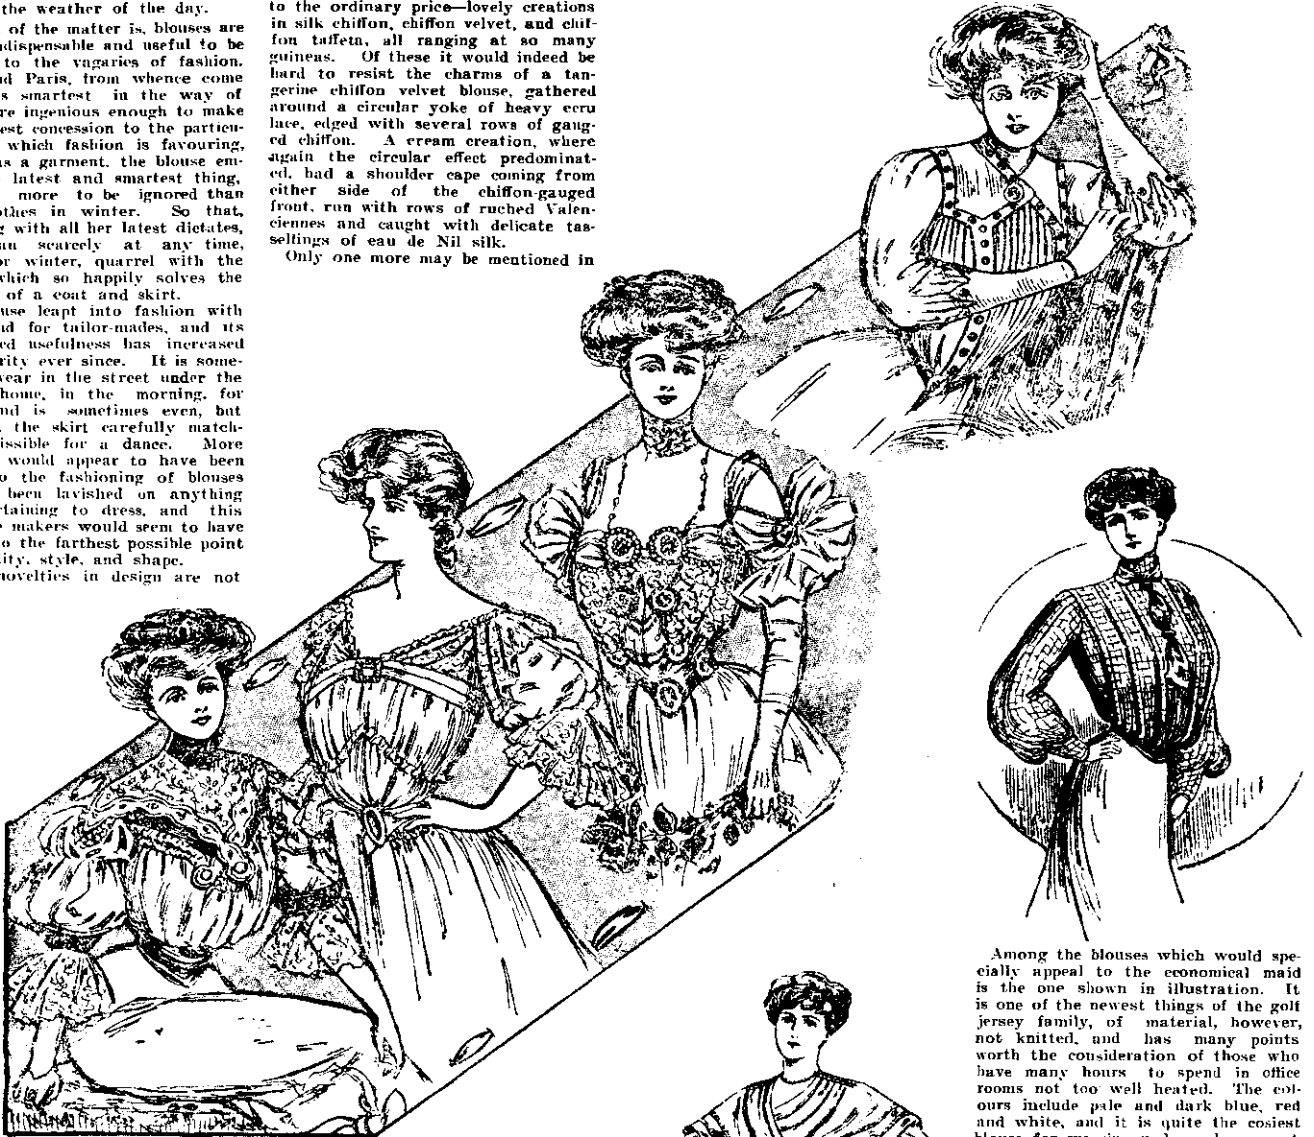 the weather of the day.
of the matter is, blouses are
ndispensable and useful to be
to the vagaries of fashion.
nd Paris, from whence come
s smartest in the way of
re ingenious enough to make
est concession to the particu-
which fashion is favouring,
as a garment, the blouse em-
latest and smartest thing,
more to be ignored than
othes in winter. So that,
g with all her latest dictates,
an scarcely at any time,
or winter, quarrel with the
which so happily solves the
of a coat and skirt.
use leapt into fashion with
nd for tailor-mades, and its
ed usefulness has increased
rity ever since. It is some-
wear in the street under the
home, in the morning, for
nd is sometimes even, but
the skirt carefully match-
issible for a dance. More
would appear to have been
o the fashioning of blouses
been lavished on anything
rtaining to dress, and this
e makers would seem to have
o the farthest possible point
lity, style, and shape.
novelties in design are not
to the ordinary price—lovely creations
in silk chiffon, chiffon velvet, and chif-
fon taffeta, all ranging at so many
guineas. Of these it would indeed be
hard to resist the charms of a tan-
gerine chiffon velvet blouse, gathered
around a circular yoke of heavy ecru
lace, edged with several rows of gaug-
ed chiffon. A cream creation, where
again the circular effect predominat-
ed, had a shoulder cape coming from
either side of the chiffon-gauged
front, run with rows of ruched Valen-
ciennes and caught with delicate tas-
sellings of eau de Nil silk.
Only one more may be mentioned in
Among the blouses which would spe-
cially appeal to the economical maid
is the one shown in illustration. It
is one of the newest things of the golf
jersey family, of material, however,
not knitted, and has many points
worth the consideration of those who
have many hours to spend in office
rooms not too well heated. The col-
ours include pale and dark blue, red
and white, and it is quite the cosiest